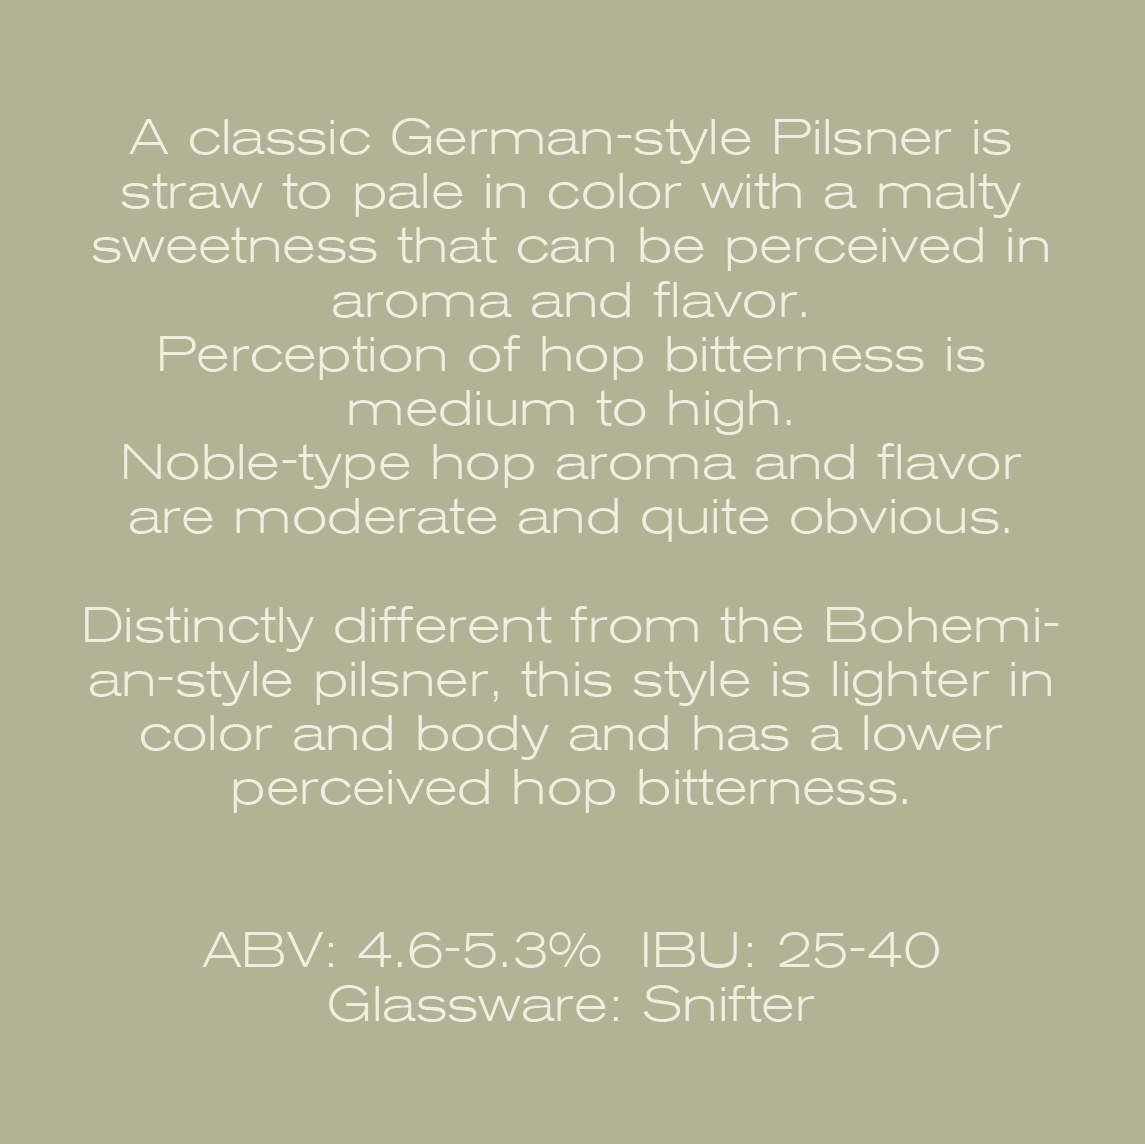 A classic German-style Pilsner is
straw to pale in color with a malty
sweetness that can be perceived in
aroma and flavor.
Perception of hop bitterness is
medium to high.
Noble-type hop aroma and flavor
are moderate and quite obvious.
Distinctly different from the Bohemi-
an-style pilsner, this style is lighter in
color and body and has a lower
perceived hop bitterness.
ABV: 4.6-5.3% IBU: 25-40
Glassware: Snifter